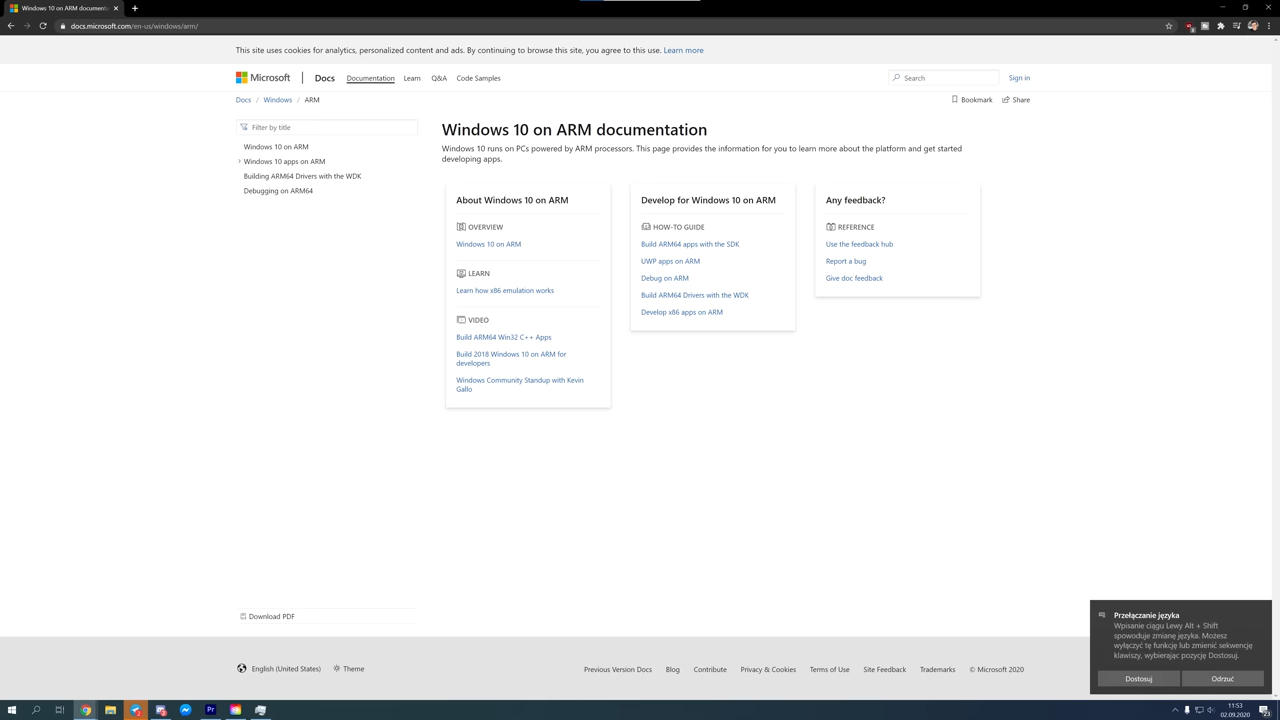 Windows 10 on ARM documentati
docs.microsoft.com/en-us/windows/arm/
This site uses cookies for analytics, personalized content and ads. By continuing to browse this site, you agree to this use. Learn more
Microsoft Docs Documentation Learn Q&A Code Samples Search Sign in
Docs / Windows / ARM Bookmark Share
Filter by title
Windows 10 on ARM
Windows 10 apps on ARM
Building ARM64 Drivers with the WDK
Debugging on ARM64
Download PDF
Windows 10 on ARM documentation
Windows 10 runs on PCs powered by ARM processors. This page provides the information for you to learn more about the platform and get started
developing apps.
About Windows 10 on ARM
OVERVIEW
Windows 10 on ARM
LEARN
Learn how x86 emulation works
VIDEO
Build ARM64 Win32 C++ Apps
Build 2018 Windows 10 on ARM for
developers
Windows Community Standup with Kevin
Gallo
Develop for Windows 10 on ARM
HOW-TO GUIDE
Build ARM64 apps with the SDK
UWP apps on ARM
Debug on ARM
Build ARM64 Drivers with the WDK
Develop x86 apps on ARM
Any feedback?
REFERENCE
Use the feedback hub
Report a bug
Give doc feedback
Przełączanie języka
Wpisanie ciągu Lewy Alt + Shift
spowoduje zmianę języka. Możesz
wyłączyć tę funkcję lub zmienić sekwencję
klawiszy, wybierając pozycję Dostosuj.
Dostosuj Odrzuć
English (United States) Theme Previous Version Docs Blog Contribute Privacy & Cookies Terms of Use Site Feedback Trademarks © Microsoft 2020
Pr
11:53
02.09.2020
23